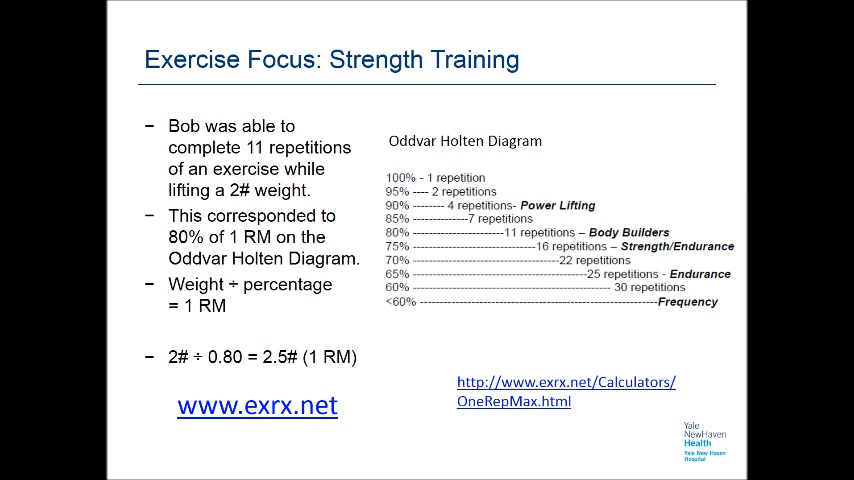 Exercise Focus: Strength Training
− Bob was able to
complete 11 repetitions
of an exercise while
lifting a 2# weight.
− This corresponded to
80% of 1 RM on the
Oddvar Holten Diagram.
− Weight ÷ percentage
= 1 RM
− 2# ÷ 0.80 = 2.5# (1 RM)
www.exrx.net
Oddvar Holten Diagram
100% - 1 repetition
95% ---- 2 repetitions
90% -------- 4 repetitions- Power Lifting
85% --------------7 repetitions
80% -----------------------11 repetitions – Body Builders
75% -------------------------------16 repetitions – Strength/Endurance
70% -------------------------------------22 repetitions
65% --------------------------------------------25 repetitions - Endurance
60% -------------------------------------------------- 30 repetitions
<60% ------------------------------------------------------------Frequency
http://www.exrx.net/Calculators/
OneRepMax.html
Yale
NewHaven
Health
Yale New Haven
Hospital